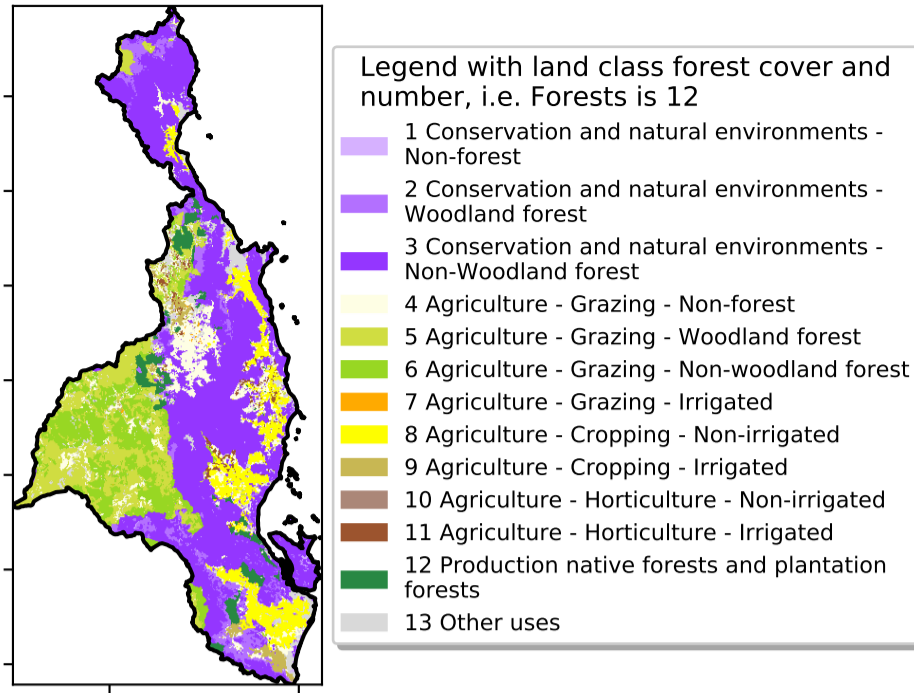 Legend with land class forest cover and
number, i.e. Forests is 12
1 Conservation and natural environments -
Non-forest
2 Conservation and natural environments -
Woodland forest
3 Conservation and natural environments -
Non-Woodland forest
4 Agriculture - Grazing - Non-forest
5 Agriculture - Grazing - Woodland forest
6 Agriculture - Grazing - Non-woodland forest
7 Agriculture - Grazing - Irrigated
8 Agriculture - Cropping - Non-irrigated
9 Agriculture - Cropping - Irrigated
10 Agriculture - Horticulture - Non-irrigated
11 Agriculture - Horticulture - Irrigated
12 Production native forests and plantation
forests
13 Other uses